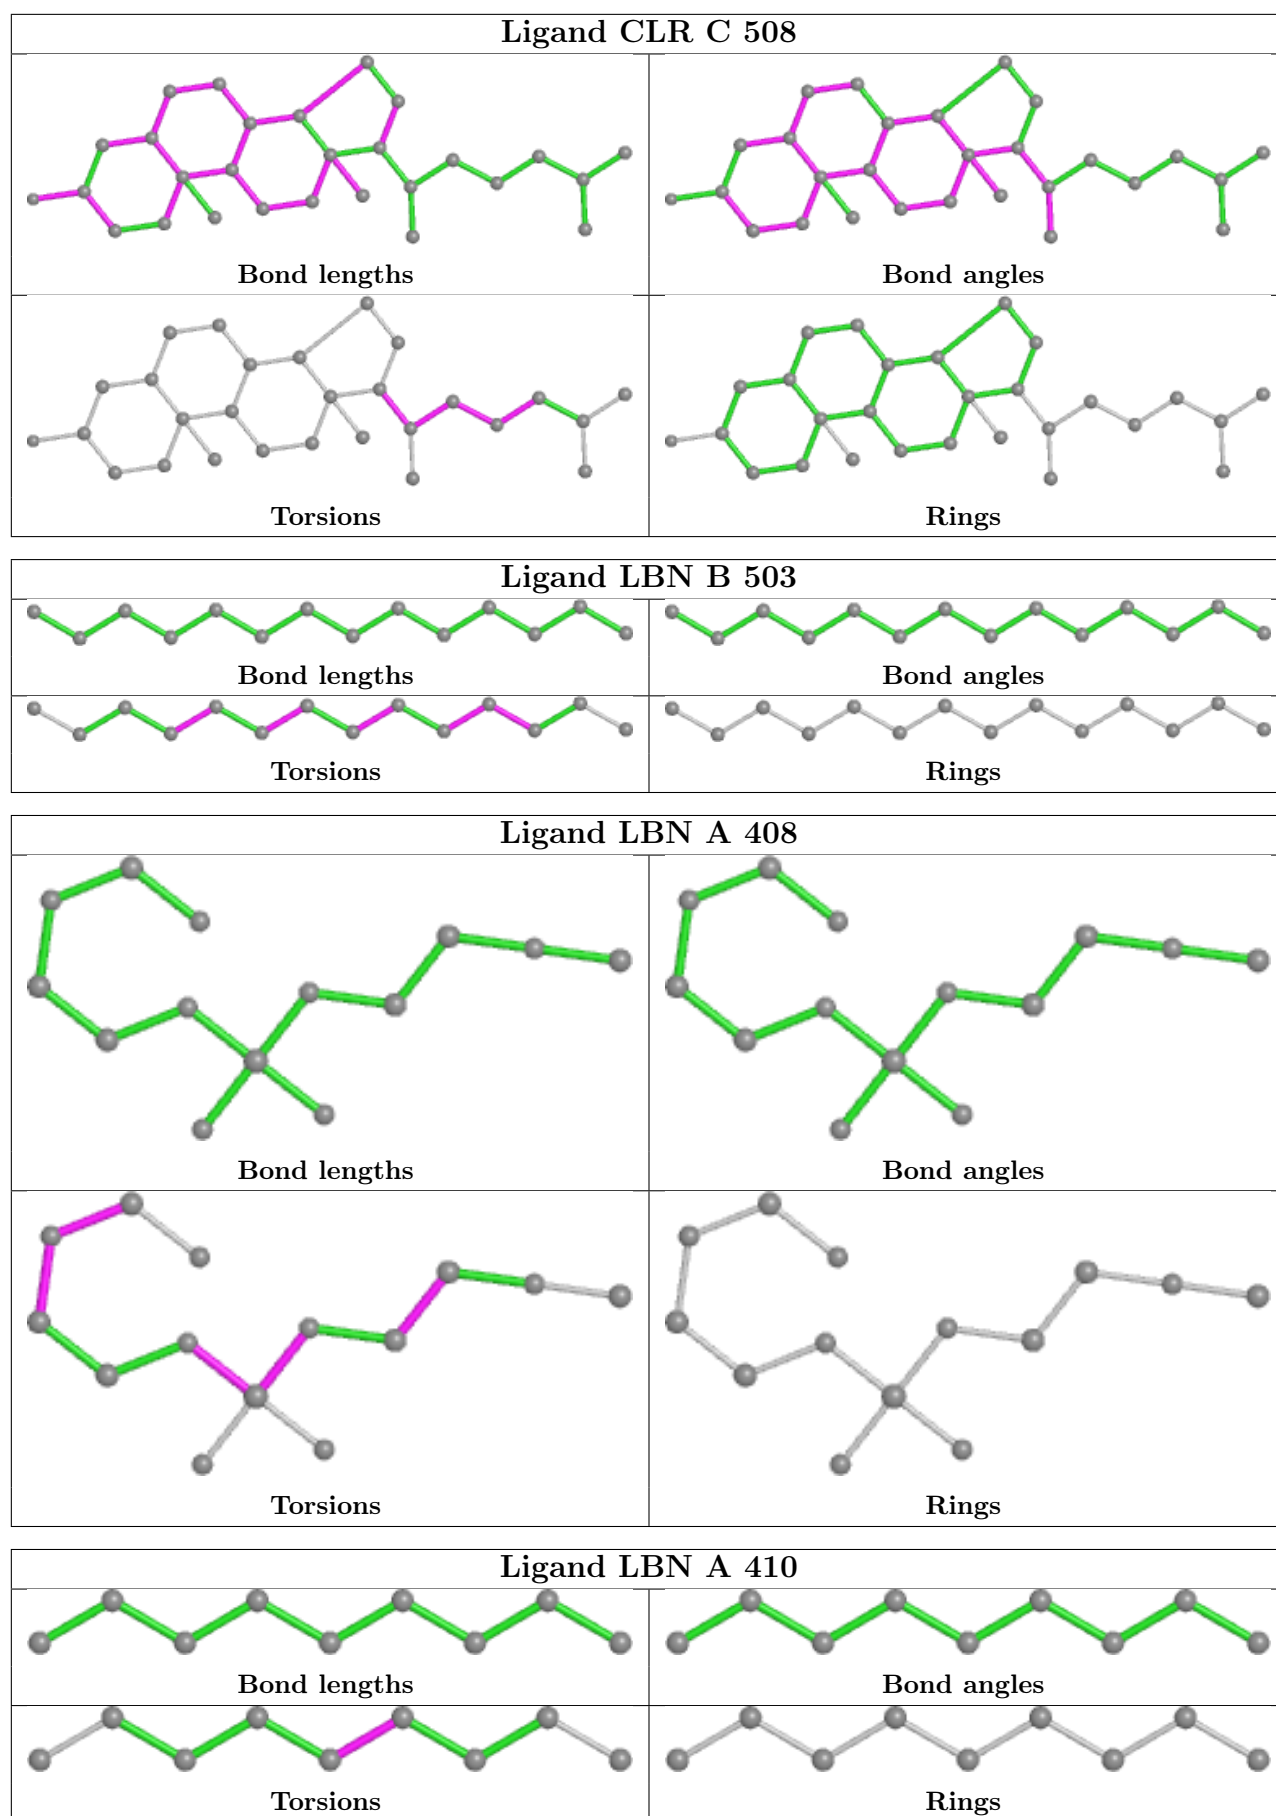 Ligand CLR C 508
Bond lengths
Bond angles
Torsions
Rings
Ligand LBN B 503
Bond lengths
Bond angles
Torsions
Rings
Ligand LBN A 408
Bond lengths
Bond angles
Torsions
Rings
Ligand LBN A 410
Bond lengths
Bond angles
Torsions
Rings